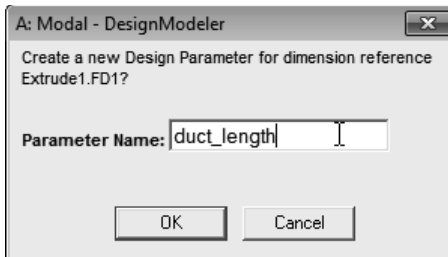 A: Modal - DesignModeler
Create a new Design Parameter for dimension reference
Extrude1.FD1?
Parameter Name: duct_length
OK Cancel